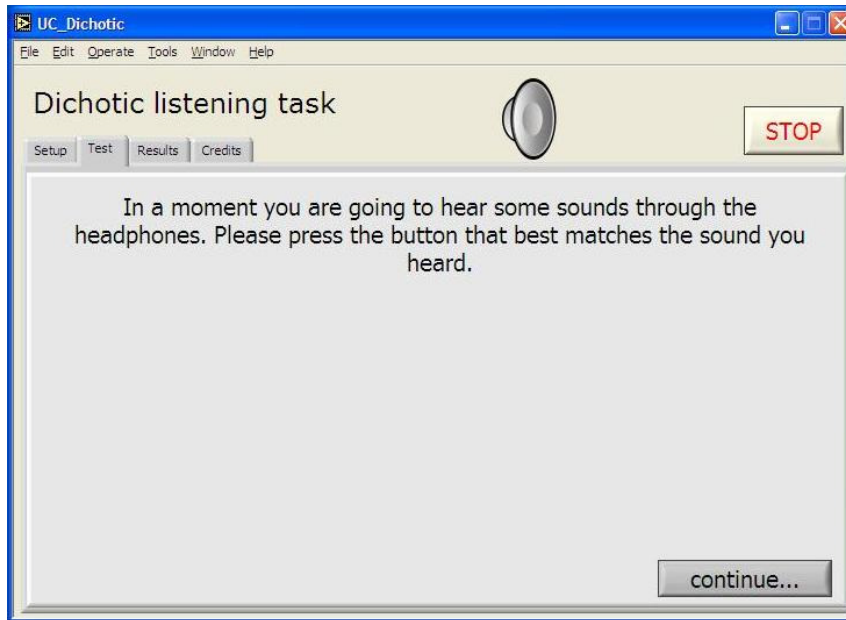 UC_Dichotic
File Edit Operate Tools Window Help
Dichotic listening task
STOP
Setup Test Results Credits
In a moment you are going to hear some sounds through the
headphones. Please press the button that best matches the sound you
heard.
continue...